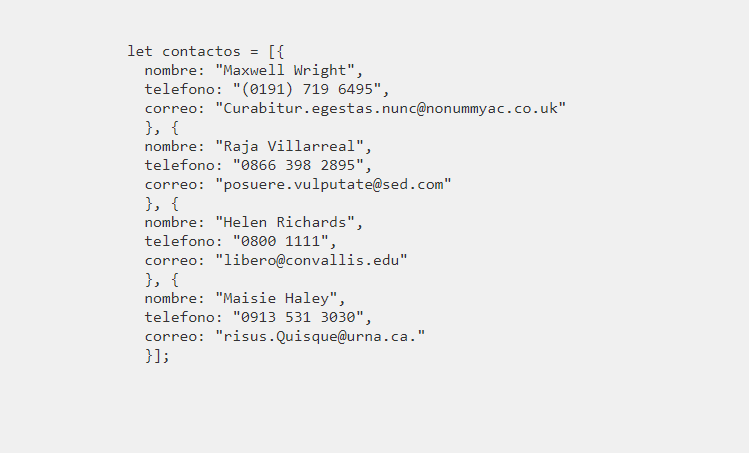 let contactos = [{
nombre: "Maxwell Wright",
telefono: "(0191) 719 6495",
correo: "Curabitur.egestas.nunc@nonummyac.co.uk"
}, {
nombre: "Raja Villarreal",
telefono: "0866 398 2895",
correo: "posuere.vulputate@sed.com"
}, {
nombre: "Helen Richards",
telefono: "0800 1111",
correo: "libero@convallis.edu"
}, {
nombre: "Maisie Haley",
telefono: "0913 531 3030",
correo: "risus.Quisque@urna.ca."
}];